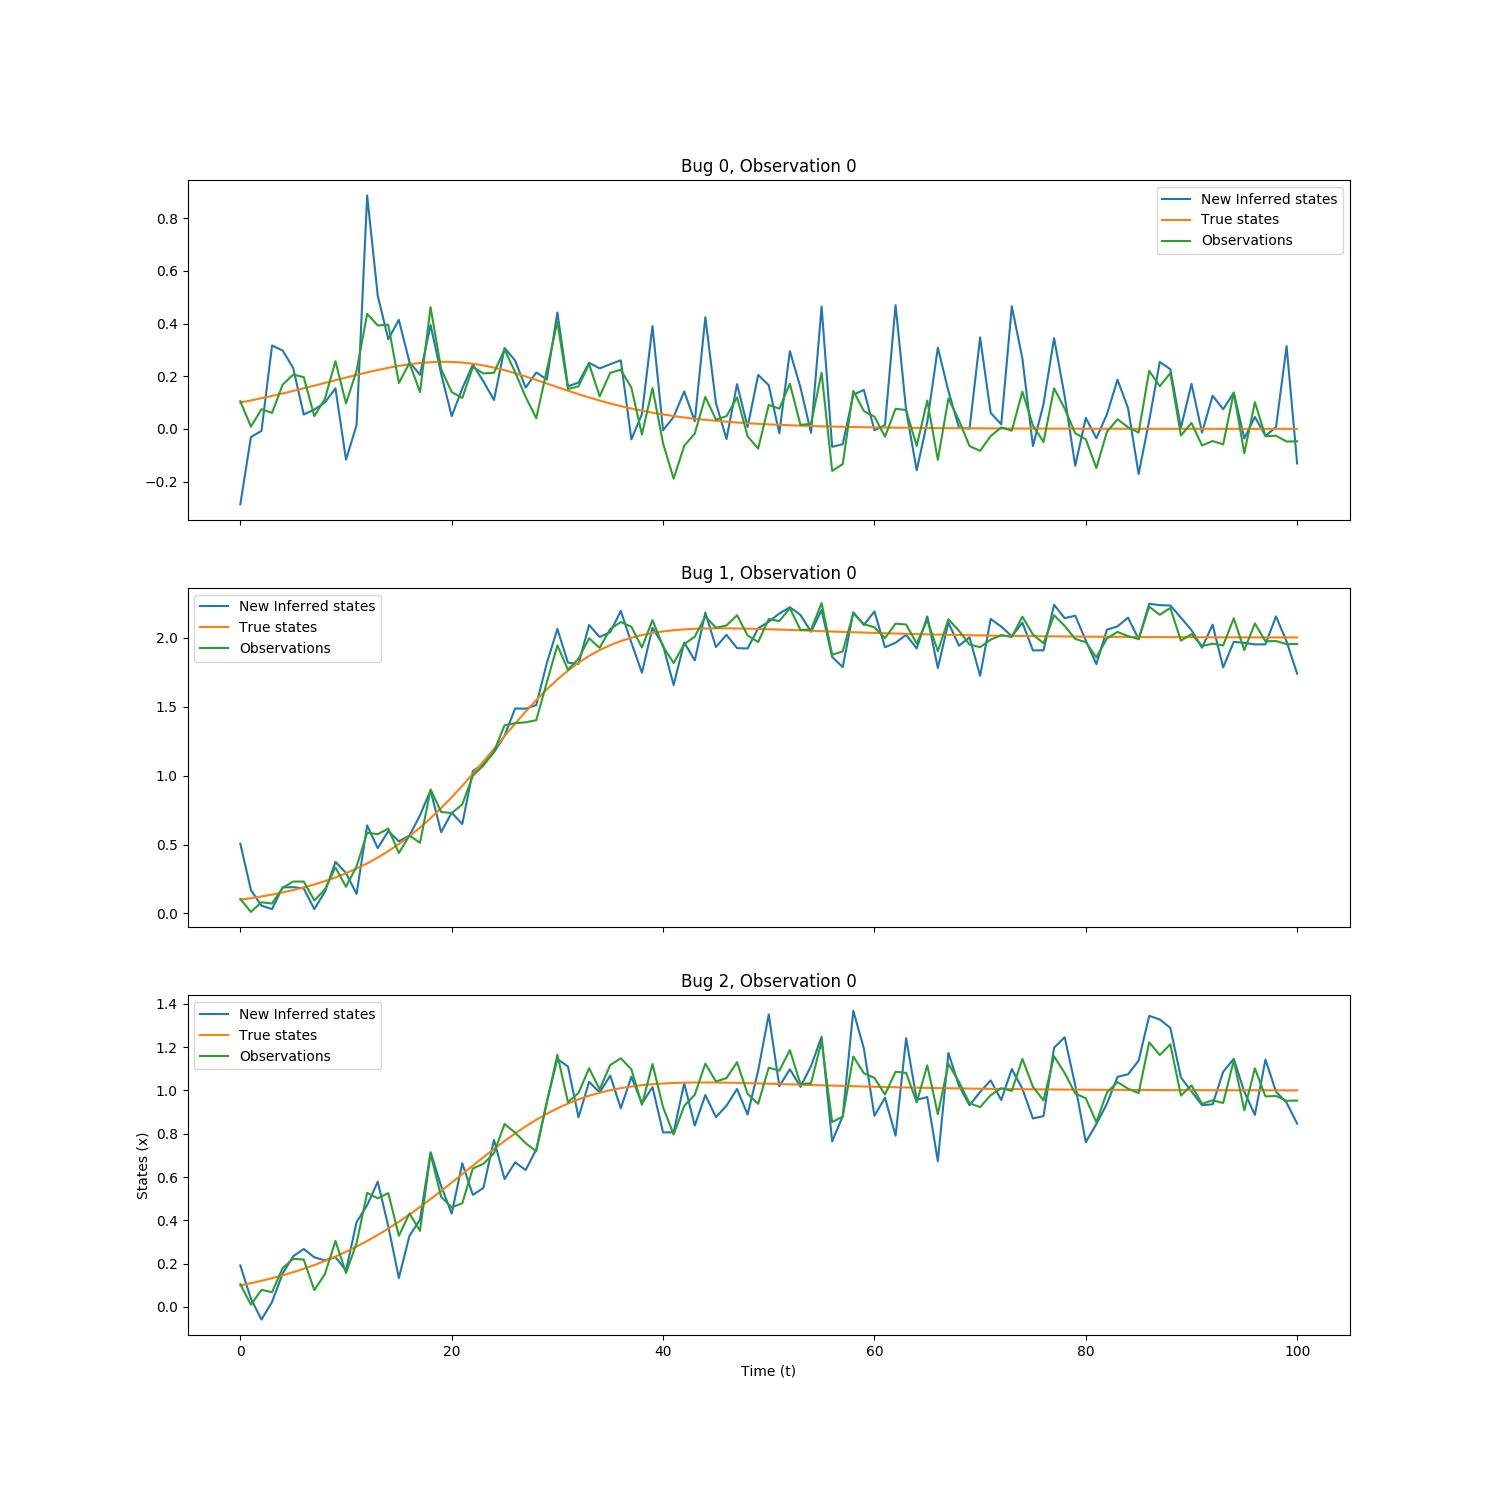 Bug 0, Observation 0
New Inferred states
True states
Observations
0.8
0.6
0.4
0.2
0.0
−0.2
Bug 1, Observation 0
New Inferred states
True states
Observations
2.0
1.5
1.0
0.5
0.0
Bug 2, Observation 0
New Inferred states
True states
Observations
1.4
1.2
1.0
0.8
0.6
0.4
0.2
0.0
States (x)
0 20 40 60 80 100
Time (t)